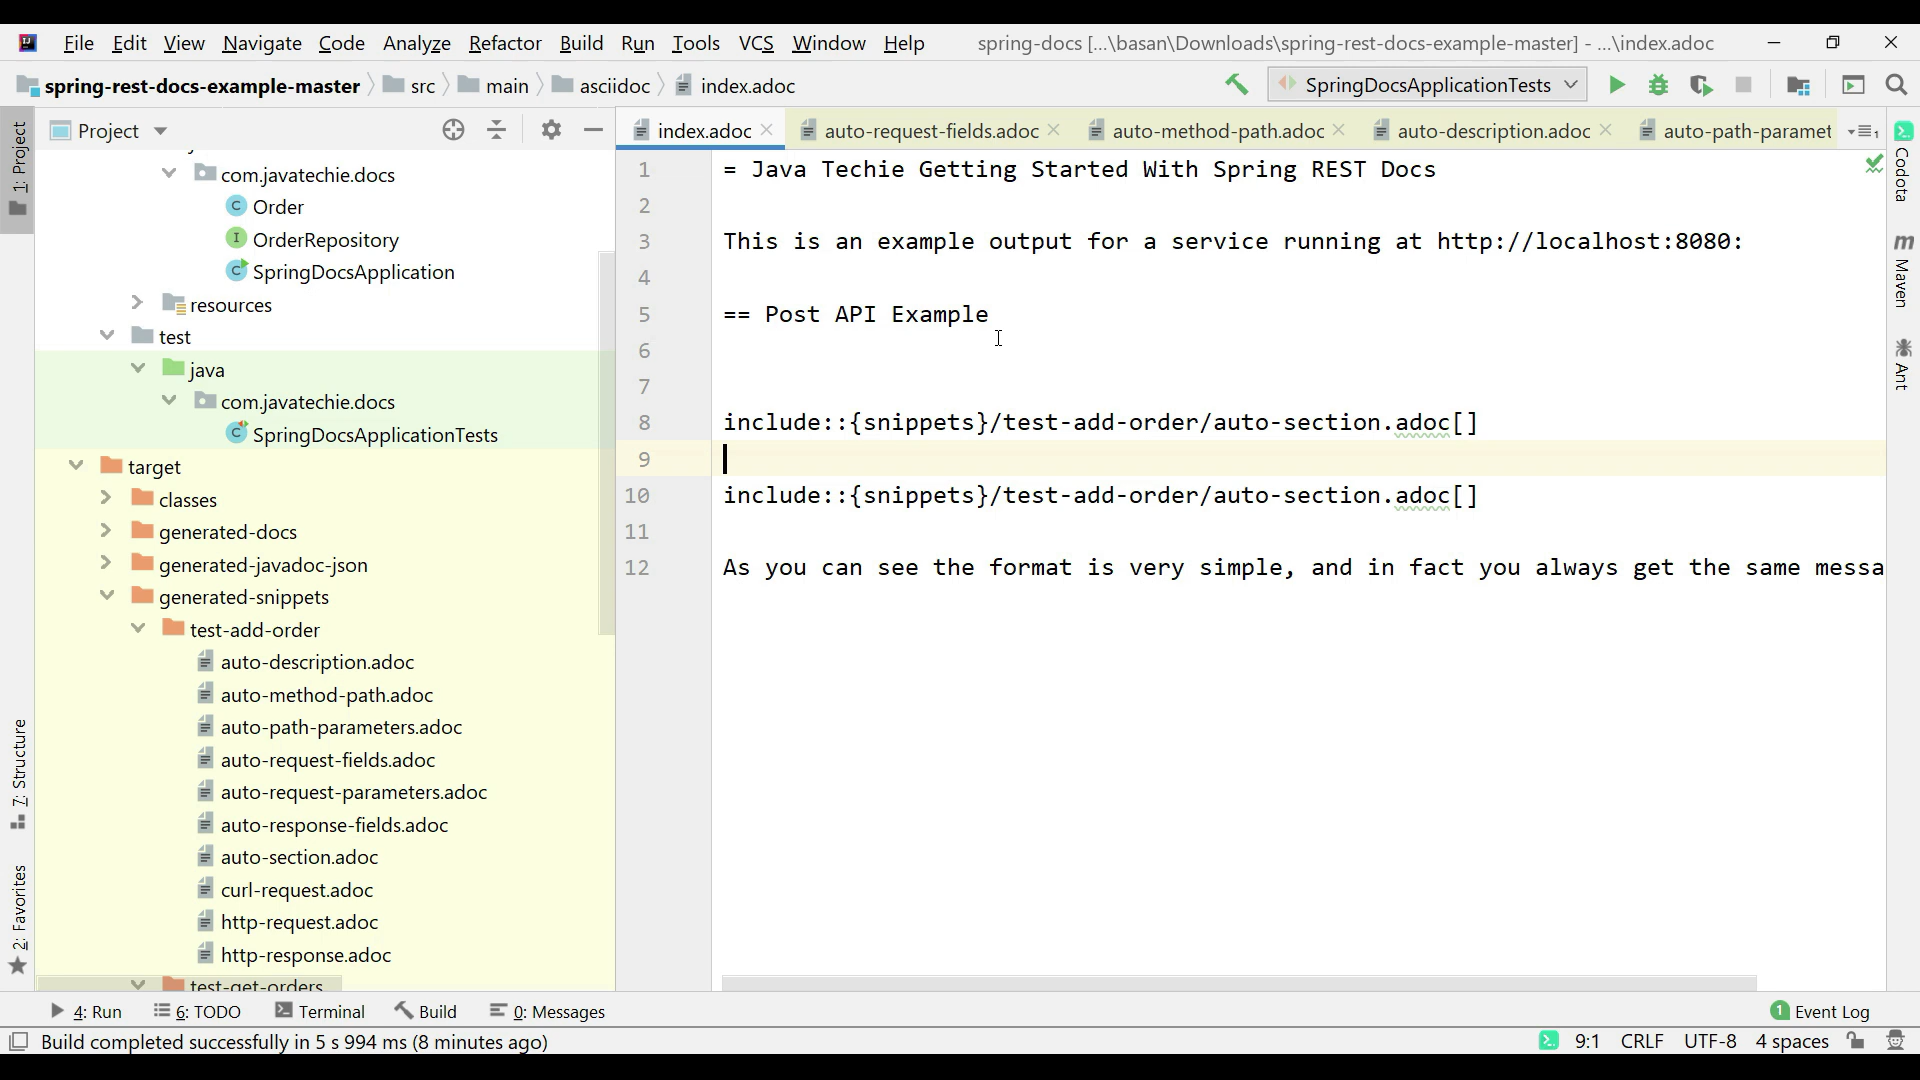 File Edit View Navigate Code Analyze Refactor Build Run Tools VCS Window Help spring-docs [...\basan\Downloads\spring-rest-docs-example-master] - ...\index.adoc
spring-rest-docs-example-master src main asciidoc index.adoc SpringDocsApplicationTests
1: Project
7: Structure
2: Favorites
Project
com.javatechie.docs
Order
OrderRepository
SpringDocsApplication
resources
test
java
com.javatechie.docs
SpringDocsApplicationTests
target
classes
generated-docs
generated-javadoc-json
generated-snippets
test-add-order
auto-description.adoc
auto-method-path.adoc
auto-path-parameters.adoc
auto-request-fields.adoc
auto-request-parameters.adoc
auto-response-fields.adoc
auto-section.adoc
curl-request.adoc
http-request.adoc
http-response.adoc
test-get-orders
index.adoc auto-request-fields.adoc auto-method-path.adoc auto-description.adoc auto-path-paramet
1 = Java Techie Getting Started With Spring REST Docs
2
3 This is an example output for a service running at http://localhost:8080:
4
5 == Post API Example
6
7
8 include::{snippets}/test-add-order/auto-section.adoc[]
9
10 include::{snippets}/test-add-order/auto-section.adoc[]
11
12 As you can see the format is very simple, and in fact you always get the same messa
Codota
Maven
Ant
4: Run 6: TODO Terminal Build 0: Messages 1 Event Log
Build completed successfully in 5 s 994 ms (8 minutes ago) 9:1 CRLF UTF-8 4 spaces